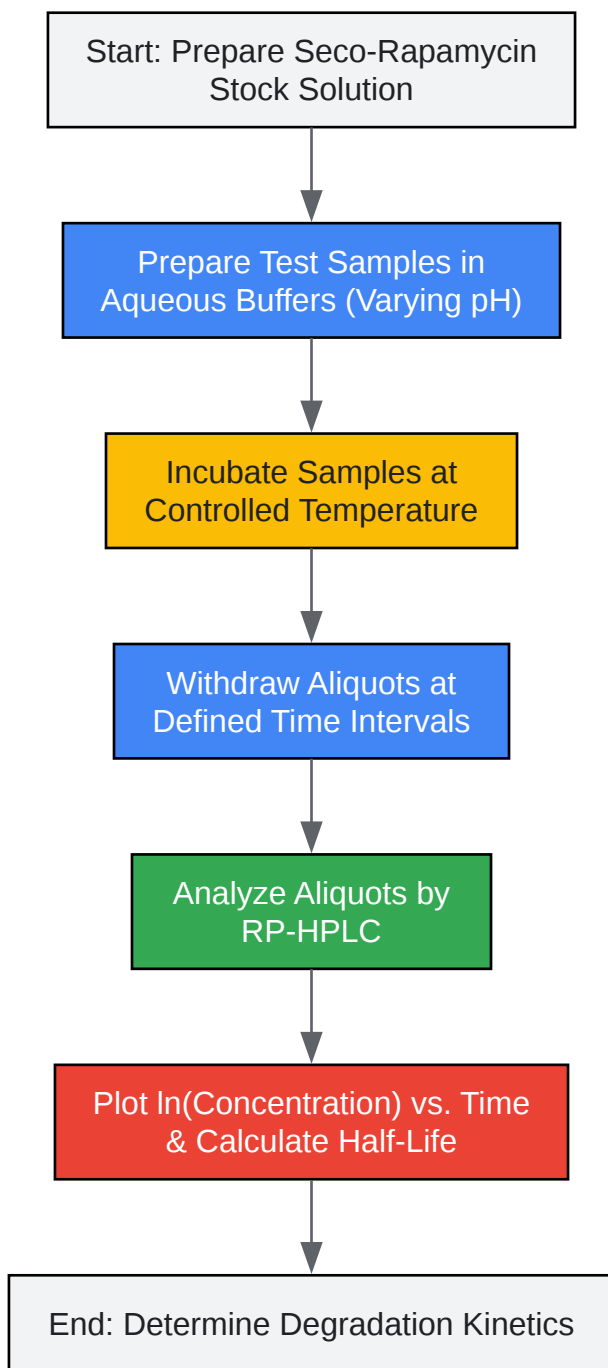 Start: Prepare Seco-Rapamycin
Stock Solution
Prepare Test Samples in
Aqueous Buffers (Varying pH)
Incubate Samples at
Controlled Temperature
Withdraw Aliquots at
Defined Time Intervals
Analyze Aliquots by
RP-HPLC
Plot ln(Concentration) vs. Time
& Calculate Half-Life
End: Determine Degradation Kinetics